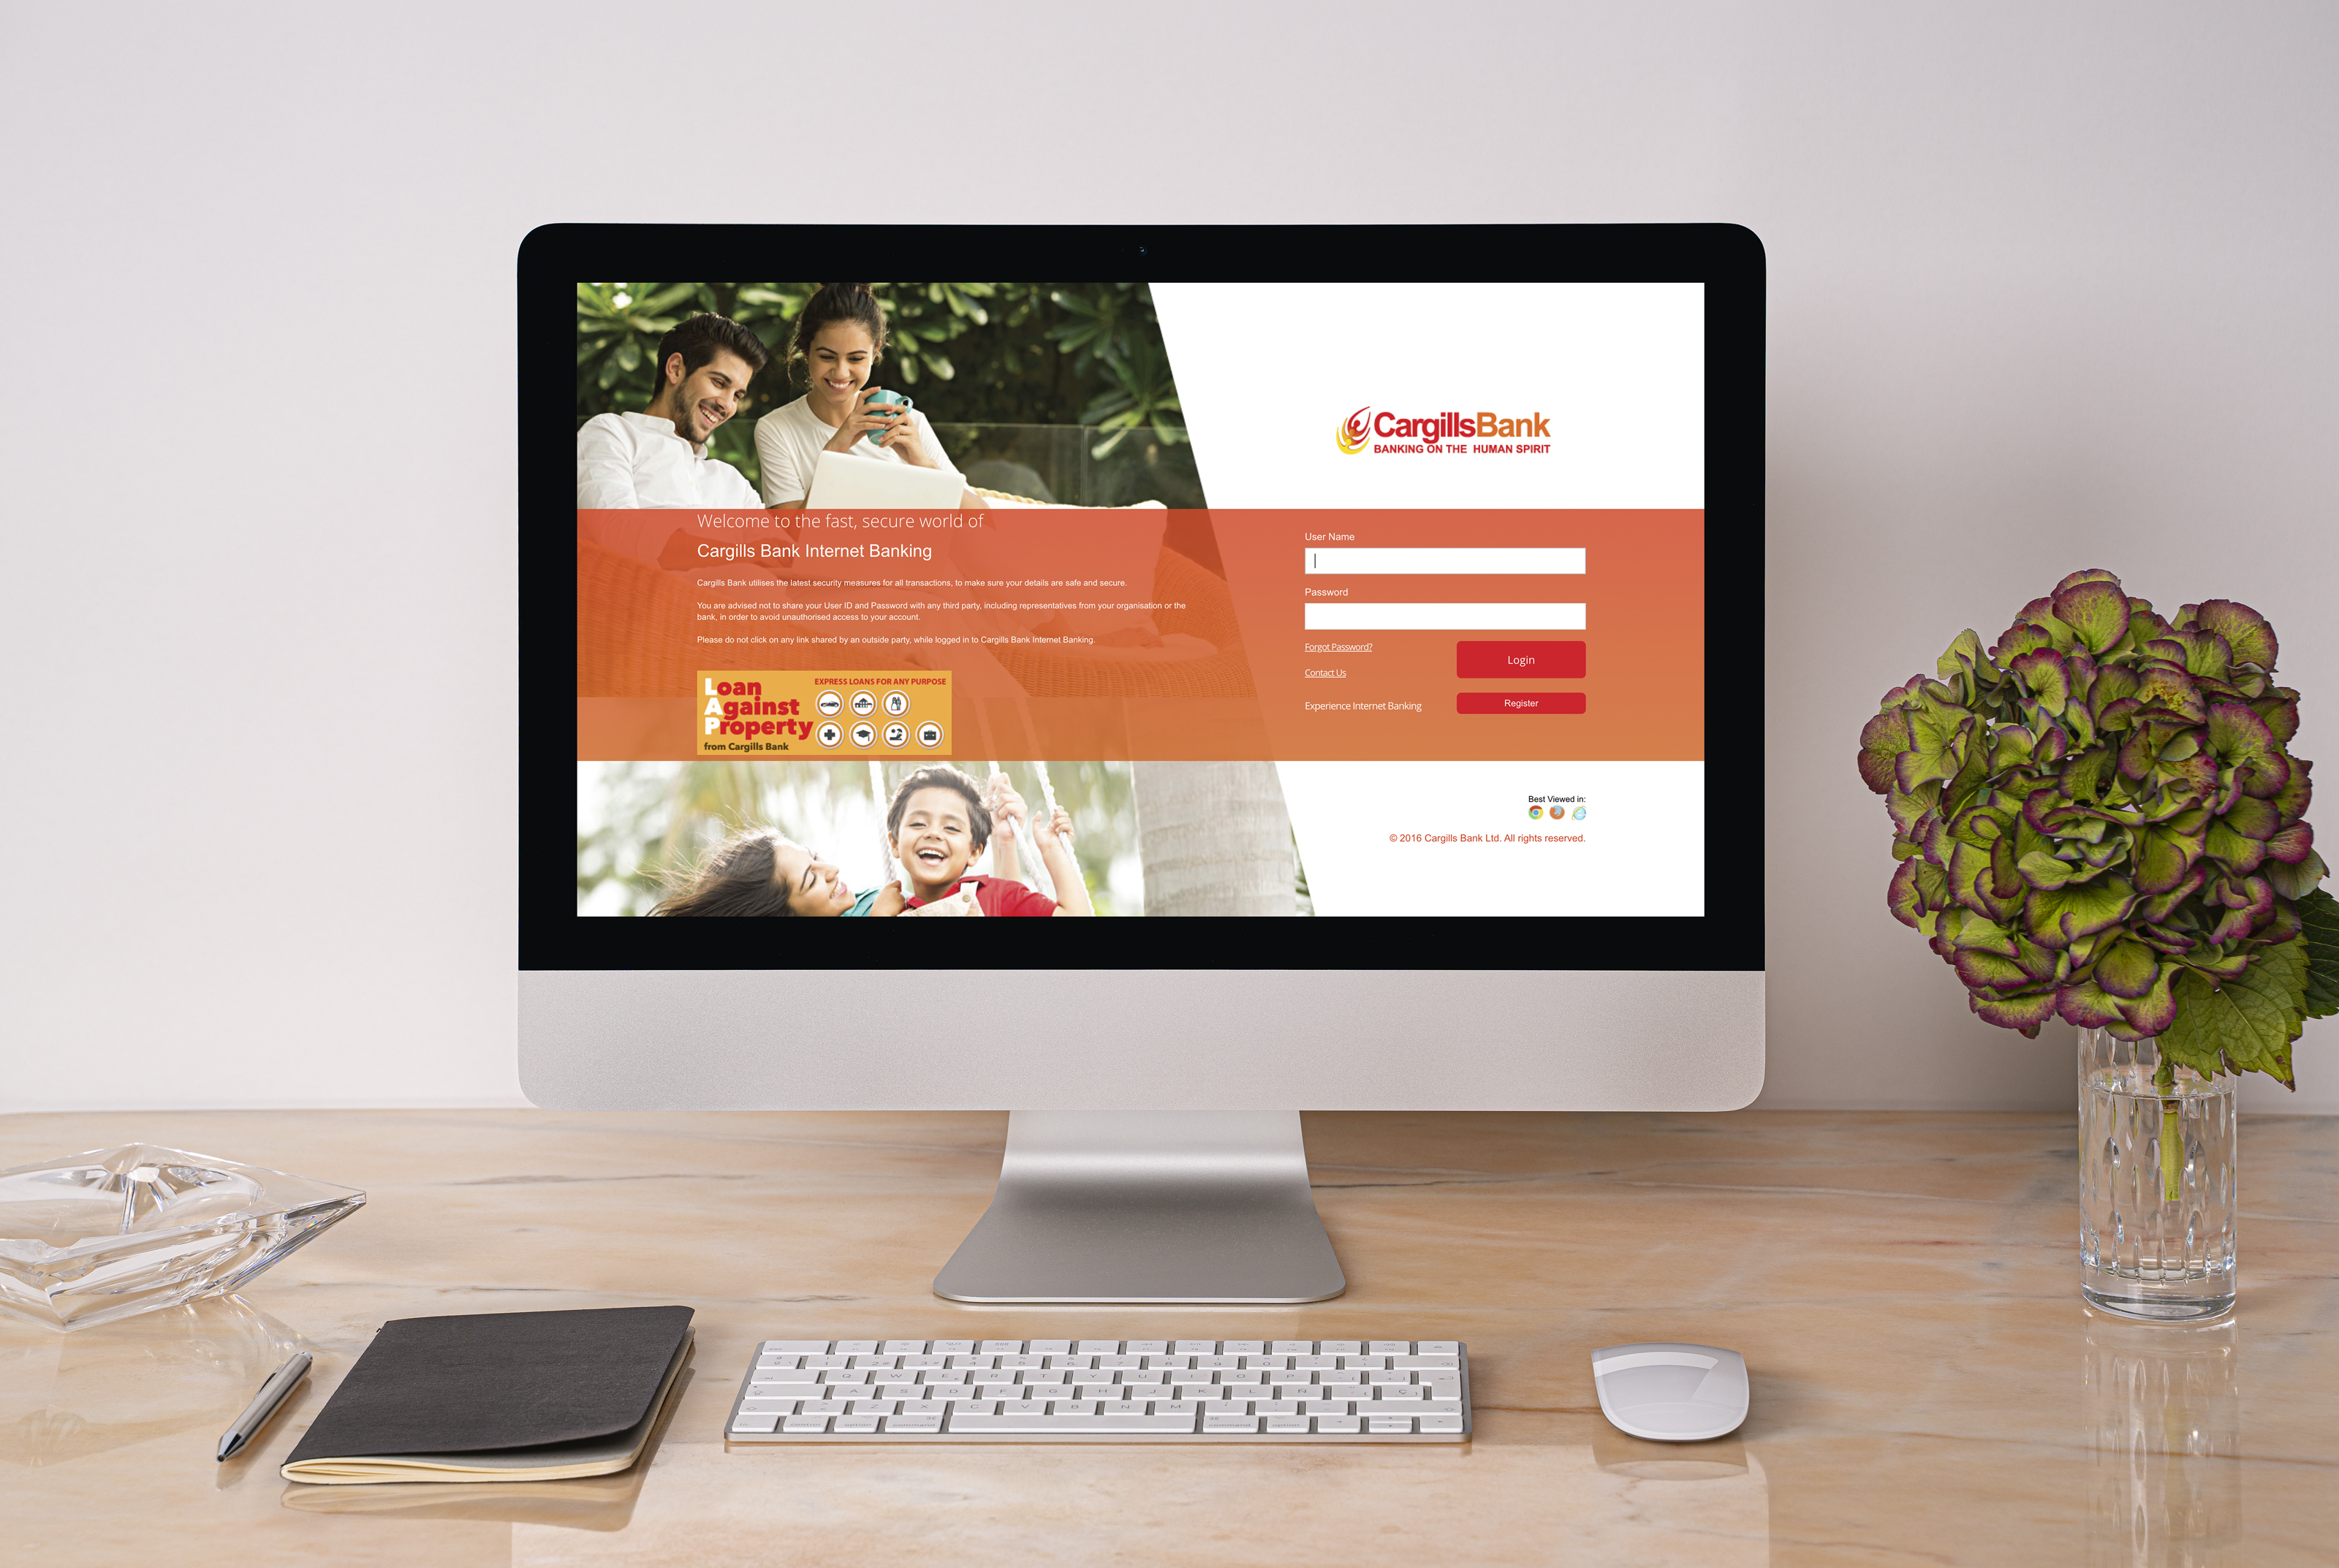 CargillsBank
BANKING ON THE HUMAN SPIRIT
Welcome to the fast, secure world of
Cargills Bank Internet Banking
Cargills Bank utilises the latest security measures for all transactions, to make sure your details are safe and secure.
You are advised not to share your User ID and Password with any third party, including representatives from your organisation or the
bank, in order to avoid unauthorised access to your account.
Please do not click on any link shared by an outside party, while logged in to Cargills Bank Internet Banking.
Loan
Against
Property
from Cargills Bank
EXPRESS LOANS FOR ANY PURPOSE
User Name
Password
Forgot Password?
Login
Contact Us
Experience Internet Banking
Register
Best Viewed in:
© 2016 Cargills Bank Ltd. All rights reserved.
Q W E R T Y U I O P
A S D F G H J K L Ñ Ç
Z X C V B N M
control option command command option